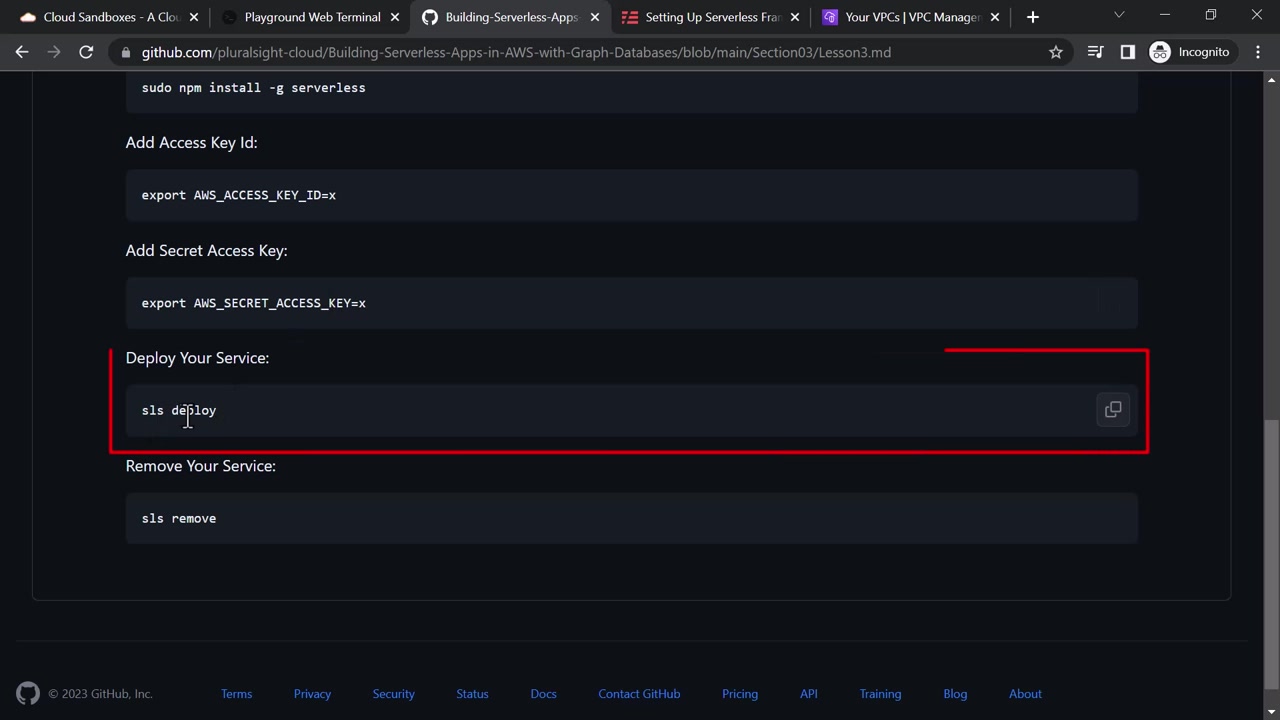 Cloud Sandboxes - A Clou
Playground Web Terminal
Building-Serverless-Apps
Setting Up Serverless Fra
Your VPCs | VPC Manager
github.com/pluralsight-cloud/Building-Serverless-Apps-in-AWS-with-Graph-Databases/blob/main/Section03/Lesson3.md
Incognito
sudo npm install -g serverless
Add Access Key Id:
export AWS_ACCESS_KEY_ID=x
Add Secret Access Key:
export AWS_SECRET_ACCESS_KEY=x
Deploy Your Service:
sls deploy
Remove Your Service:
sls remove
© 2023 GitHub, Inc.
Terms
Privacy
Security
Status
Docs
Contact GitHub
Pricing
API
Training
Blog
About